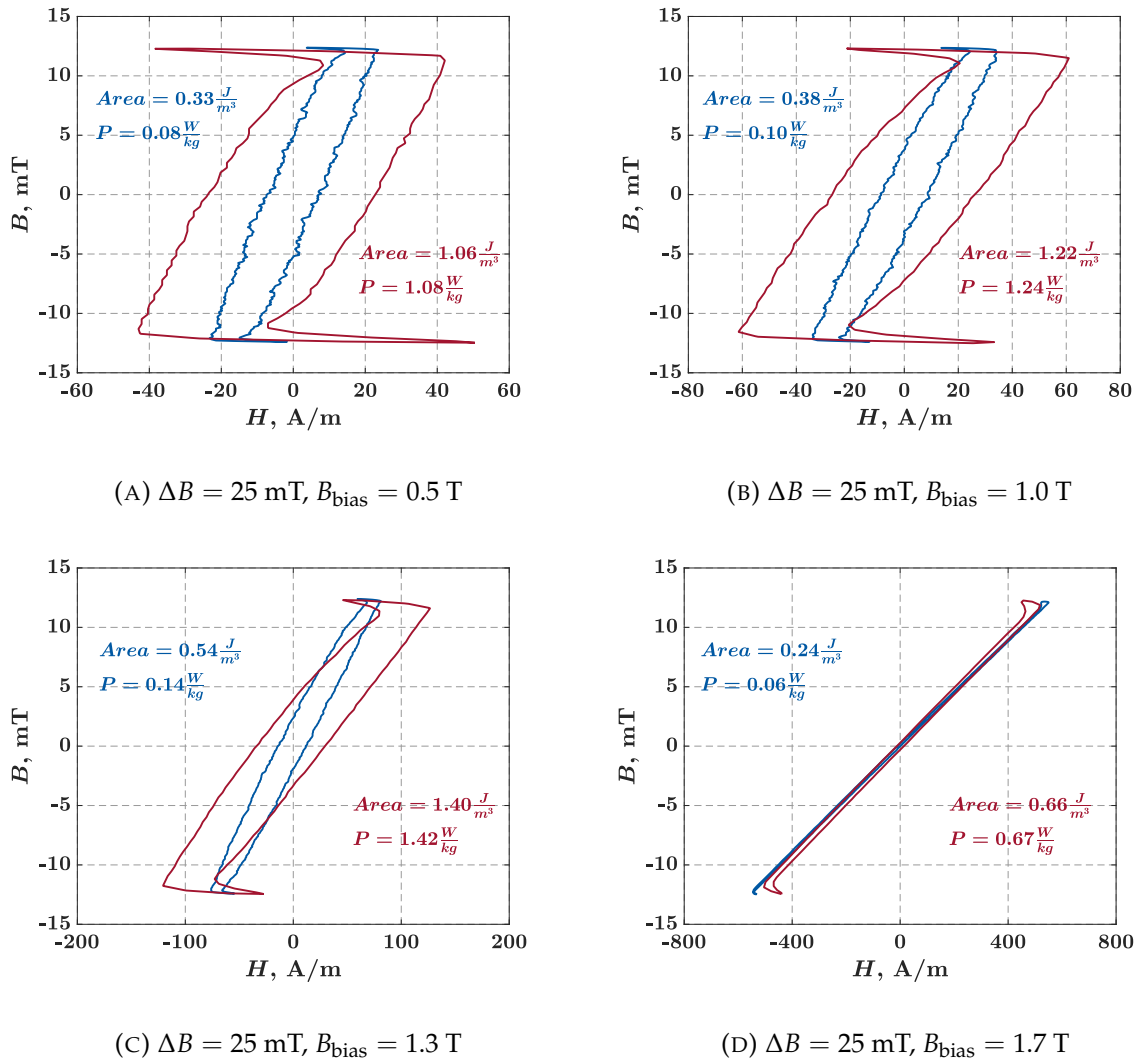 15
10
5
0
-5
-10
-15
B, mT
Area = 0.33 J/m³
P = 0.08 W/kg
Area = 1.06 J/m³
P = 1.08 W/kg
-60 -40 -20 0 20 40 60
H, A/m
(A) ΔB = 25 mT, B_bias = 0.5 T
15
10
5
0
-5
-10
-15
B, mT
Area = 0.38 J/m³
P = 0.10 W/kg
Area = 1.22 J/m³
P = 1.24 W/kg
-80 -60 -40 -20 0 20 40 60 80
H, A/m
(B) ΔB = 25 mT, B_bias = 1.0 T
15
10
5
0
-5
-10
-15
B, mT
Area = 0.54 J/m³
P = 0.14 W/kg
Area = 1.40 J/m³
P = 1.42 W/kg
-200 -100 0 100 200
H, A/m
(C) ΔB = 25 mT, B_bias = 1.3 T
15
10
5
0
-5
-10
-15
B, mT
Area = 0.24 J/m³
P = 0.06 W/kg
Area = 0.66 J/m³
P = 0.67 W/kg
-800 -400 0 400 800
H, A/m
(D) ΔB = 25 mT, B_bias = 1.7 T